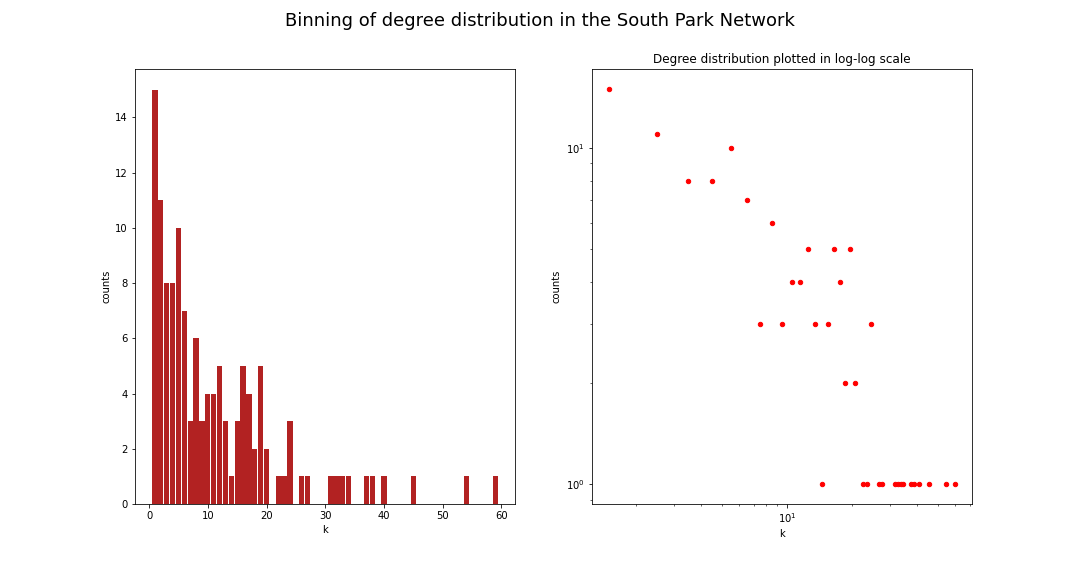 Binning of degree distribution in the South Park Network
counts
14
12
10
8
6
4
2
0
0 10 20 30 40 50 60
k
Degree distribution plotted in log-log scale
counts
10¹
10⁰
10¹
k